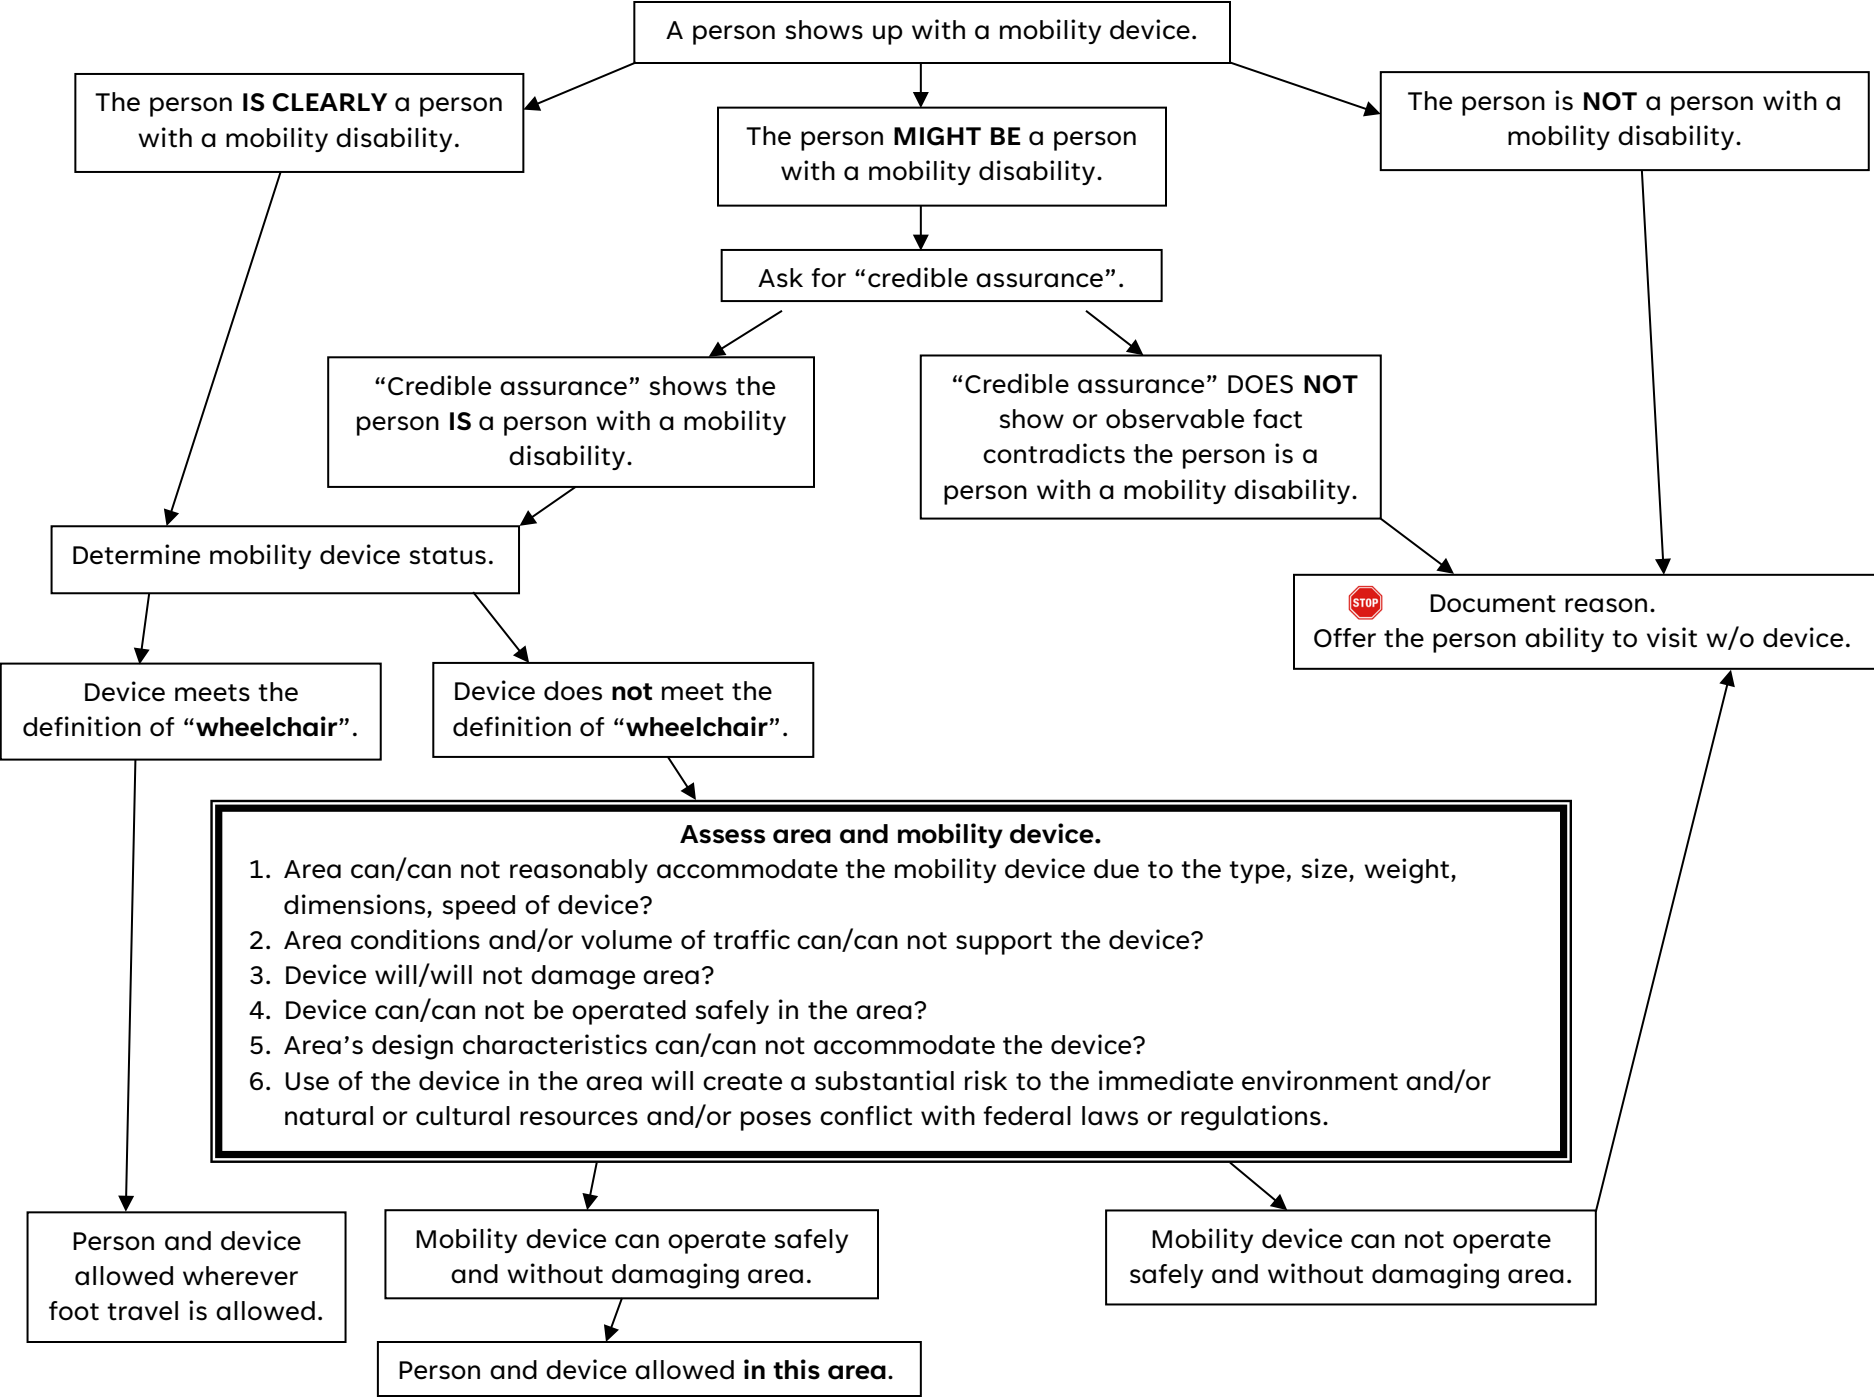 A person shows up with a mobility device.
The person IS CLEARLY a person
with a mobility disability.
The person MIGHT BE a person
with a mobility disability.
The person is NOT a person with a
mobility disability.
Ask for “credible assurance”.
“Credible assurance” shows the
person IS a person with a mobility
disability.
“Credible assurance” DOES NOT
show or observable fact
contradicts the person is a
person with a mobility disability.
Determine mobility device status.
STOP Document reason.
Offer the person ability to visit w/o device.
Device meets the
definition of “wheelchair”.
Device does not meet the
definition of “wheelchair”.
Assess area and mobility device.
1. Area can/can not reasonably accommodate the mobility device due to the type, size, weight,
dimensions, speed of device?
2. Area conditions and/or volume of traffic can/can not support the device?
3. Device will/will not damage area?
4. Device can/can not be operated safely in the area?
5. Area’s design characteristics can/can not accommodate the device?
6. Use of the device in the area will create a substantial risk to the immediate environment and/or
natural or cultural resources and/or poses conflict with federal laws or regulations.
Person and device
allowed wherever
foot travel is allowed.
Mobility device can operate safely
and without damaging area.
Mobility device can not operate
safely and without damaging area.
Person and device allowed in this area.